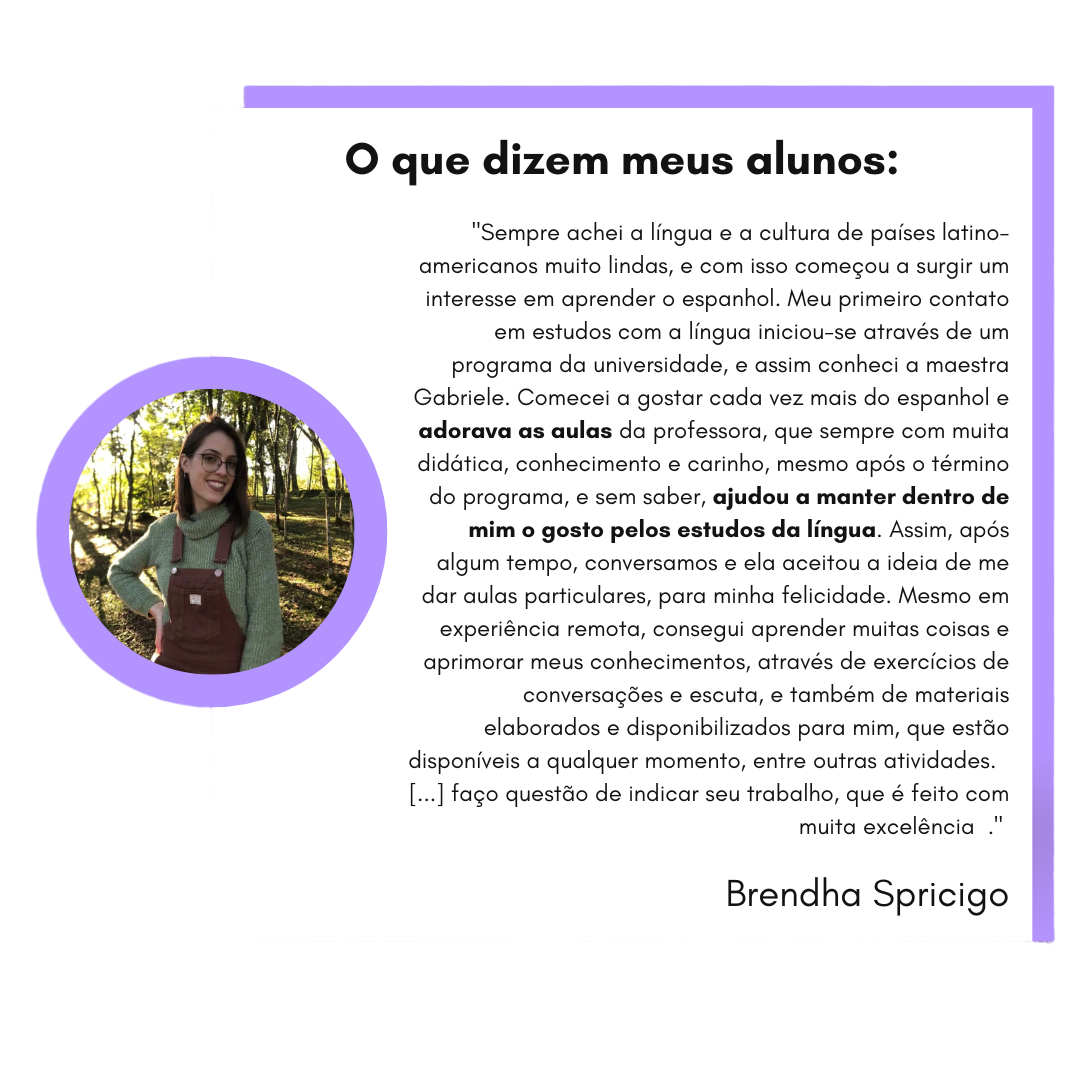 O que dizem meus alunos:
"Sempre achei a língua e a cultura de países latino-
americanos muito lindas, e com isso começou a surgir um
interesse em aprender o espanhol. Meu primeiro contato
em estudos com a língua iniciou-se através de um
programa da universidade, e assim conheci a maestra
Gabriele. Comecei a gostar cada vez mais do espanhol e
adorava as aulas da professora, que sempre com muita
didática, conhecimento e carinho, mesmo após o término
do programa, e sem saber, ajudou a manter dentro de
mim o gosto pelos estudos da língua. Assim, após
algum tempo, conversamos e ela aceitou a ideia de me
dar aulas particulares, para minha felicidade. Mesmo em
experiência remota, consegui aprender muitas coisas e
aprimorar meus conhecimentos, através de exercícios de
conversações e escuta, e também de materiais
elaborados e disponibilizados para mim, que estão
disponíveis a qualquer momento, entre outras atividades.
[...] faço questão de indicar seu trabalho, que é feito com
muita excelência  ."
Brendha Spricigo